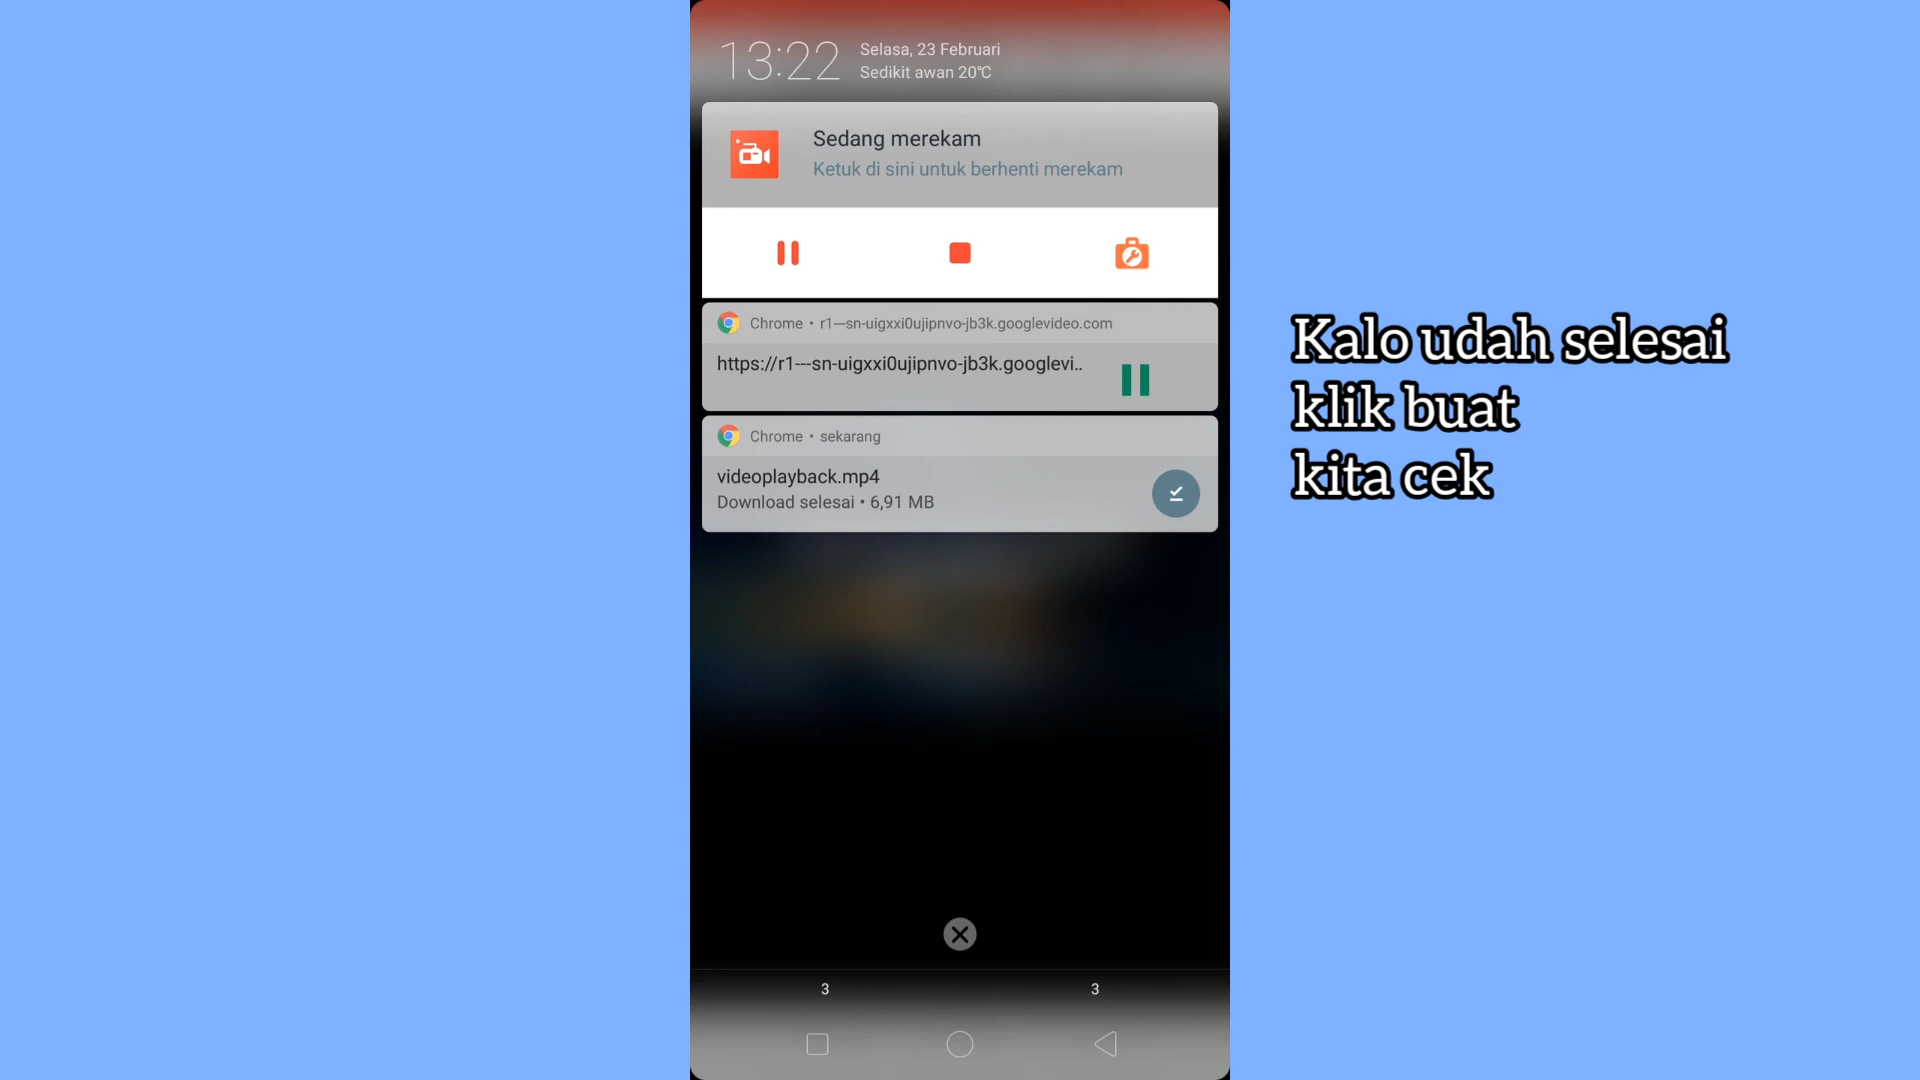 13:22
Selasa, 23 Februari
Sedikit awan 20°C
Sedang merekam
Ketuk di sini untuk berhenti merekam
Chrome • r1---sn-uigxxi0ujipnvo-jb3k.googlevideo.com
https://r1---sn-uigxxi0ujipnvo-jb3k.googlevi..
Chrome • sekarang
videoplayback.mp4
Download selesai • 6,91 MB
3
3
Kalo udah selesai
klik buat
kita cek